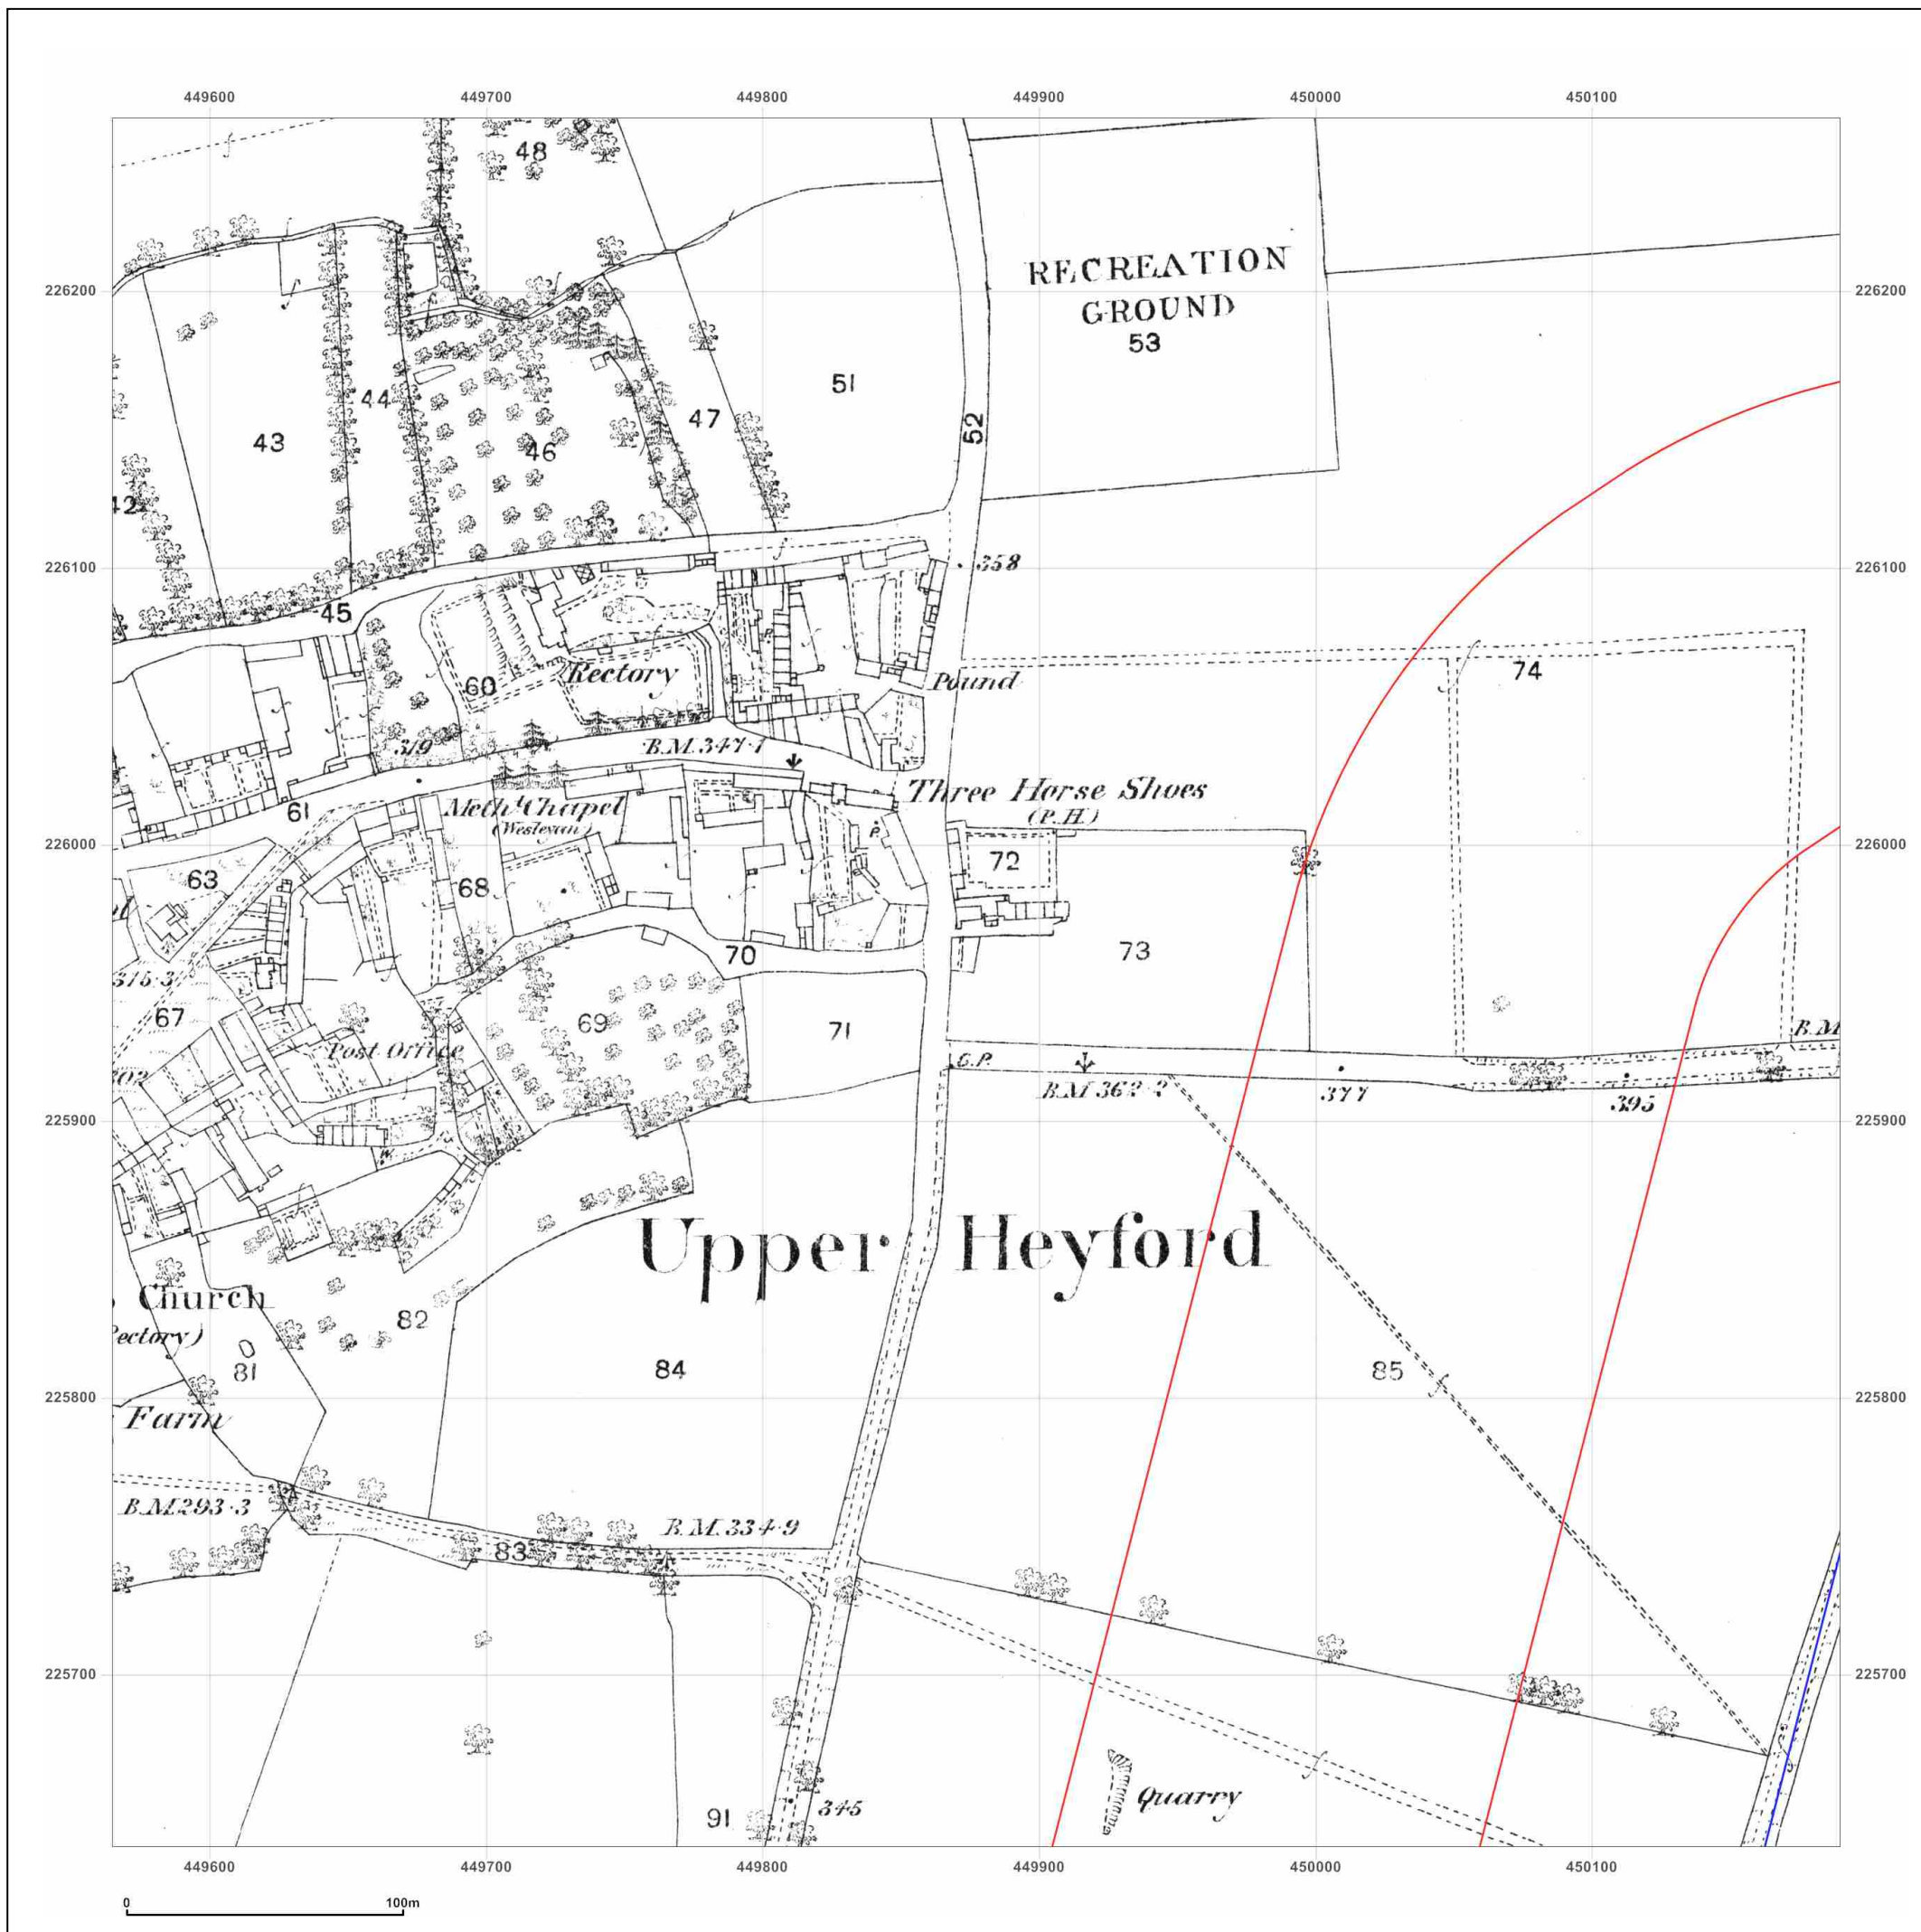 449600 449700 449800 449900 450000 450100
48
RECREATION
GROUND
53
226200 226200
51
52
44
47
43
46
42
358
226100 226100
45
74
Rectory
60
Pound
319
B.M. 347·1
Three Horse Shoes
(P.H.)
Meth. Chapel
(Wesleyan)
61
P.
226000 226000
72
63
68
73
70
315·3
67
69
71
Post Office
B.M
G.P.
B.M 362·2
377
395
225900 225900
W
Upper Heyford
Church
82
81
84
85
225800 225800
Farm
B.M 293·3
B.M. 334·9
83
225700 225700
Quarry
345
91
449600 449700 449800 449900 450000 450100
0 100m